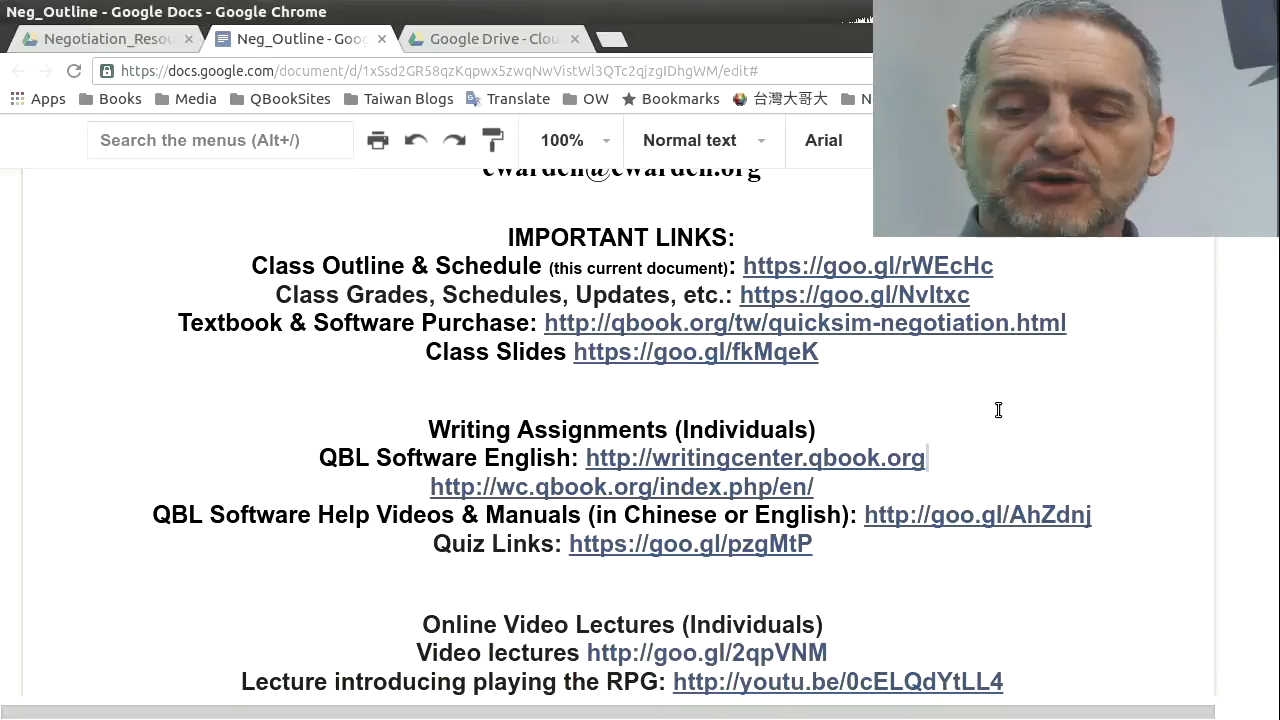 Neg_Outline - Google Docs - Google Chrome
Negotiation_Resou
Neg_Outline - Goo
Google Drive - Clou
https://docs.google.com/document/d/1xSsd2GR58qzKqpwx5zwqNwVistWl3QTc2qjzgIDhgWM/edit#
Apps Books Media QBookSites Taiwan Blogs Translate OW Bookmarks 台灣大哥大 N
Search the menus (Alt+/) 100% Normal text Arial
cwarden@cwarden.org
IMPORTANT LINKS:
Class Outline & Schedule (this current document): https://goo.gl/rWEcHc
Class Grades, Schedules, Updates, etc.: https://goo.gl/NvItxc
Textbook & Software Purchase: http://qbook.org/tw/quicksim-negotiation.html
Class Slides https://goo.gl/fkMqeK
Writing Assignments (Individuals)
QBL Software English: http://writingcenter.qbook.org
http://wc.qbook.org/index.php/en/
QBL Software Help Videos & Manuals (in Chinese or English): http://goo.gl/AhZdnj
Quiz Links: https://goo.gl/pzgMtP
Online Video Lectures (Individuals)
Video lectures http://goo.gl/2qpVNM
Lecture introducing playing the RPG: http://youtu.be/0cELQdYtLL4